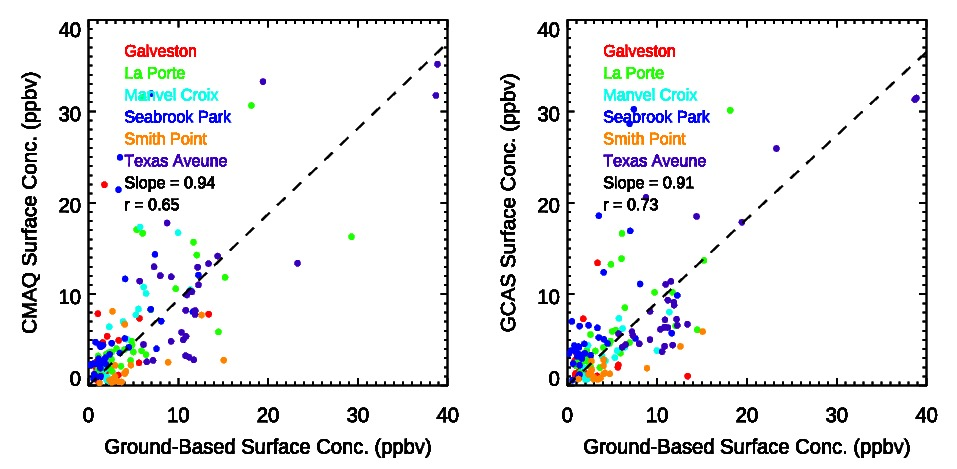 40
30
20
10
0
CMAQ Surface Conc. (ppbv)
Galveston
La Porte
Manvel Croix
Seabrook Park
Smith Point
Texas Aveune
Slope = 0.94
r = 0.65
0 10 20 30 40
Ground-Based Surface Conc. (ppbv)
40
30
20
10
0
GCAS Surface Conc. (ppbv)
Galveston
La Porte
Manvel Croix
Seabrook Park
Smith Point
Texas Aveune
Slope = 0.91
r = 0.73
0 10 20 30 40
Ground-Based Surface Conc. (ppbv)